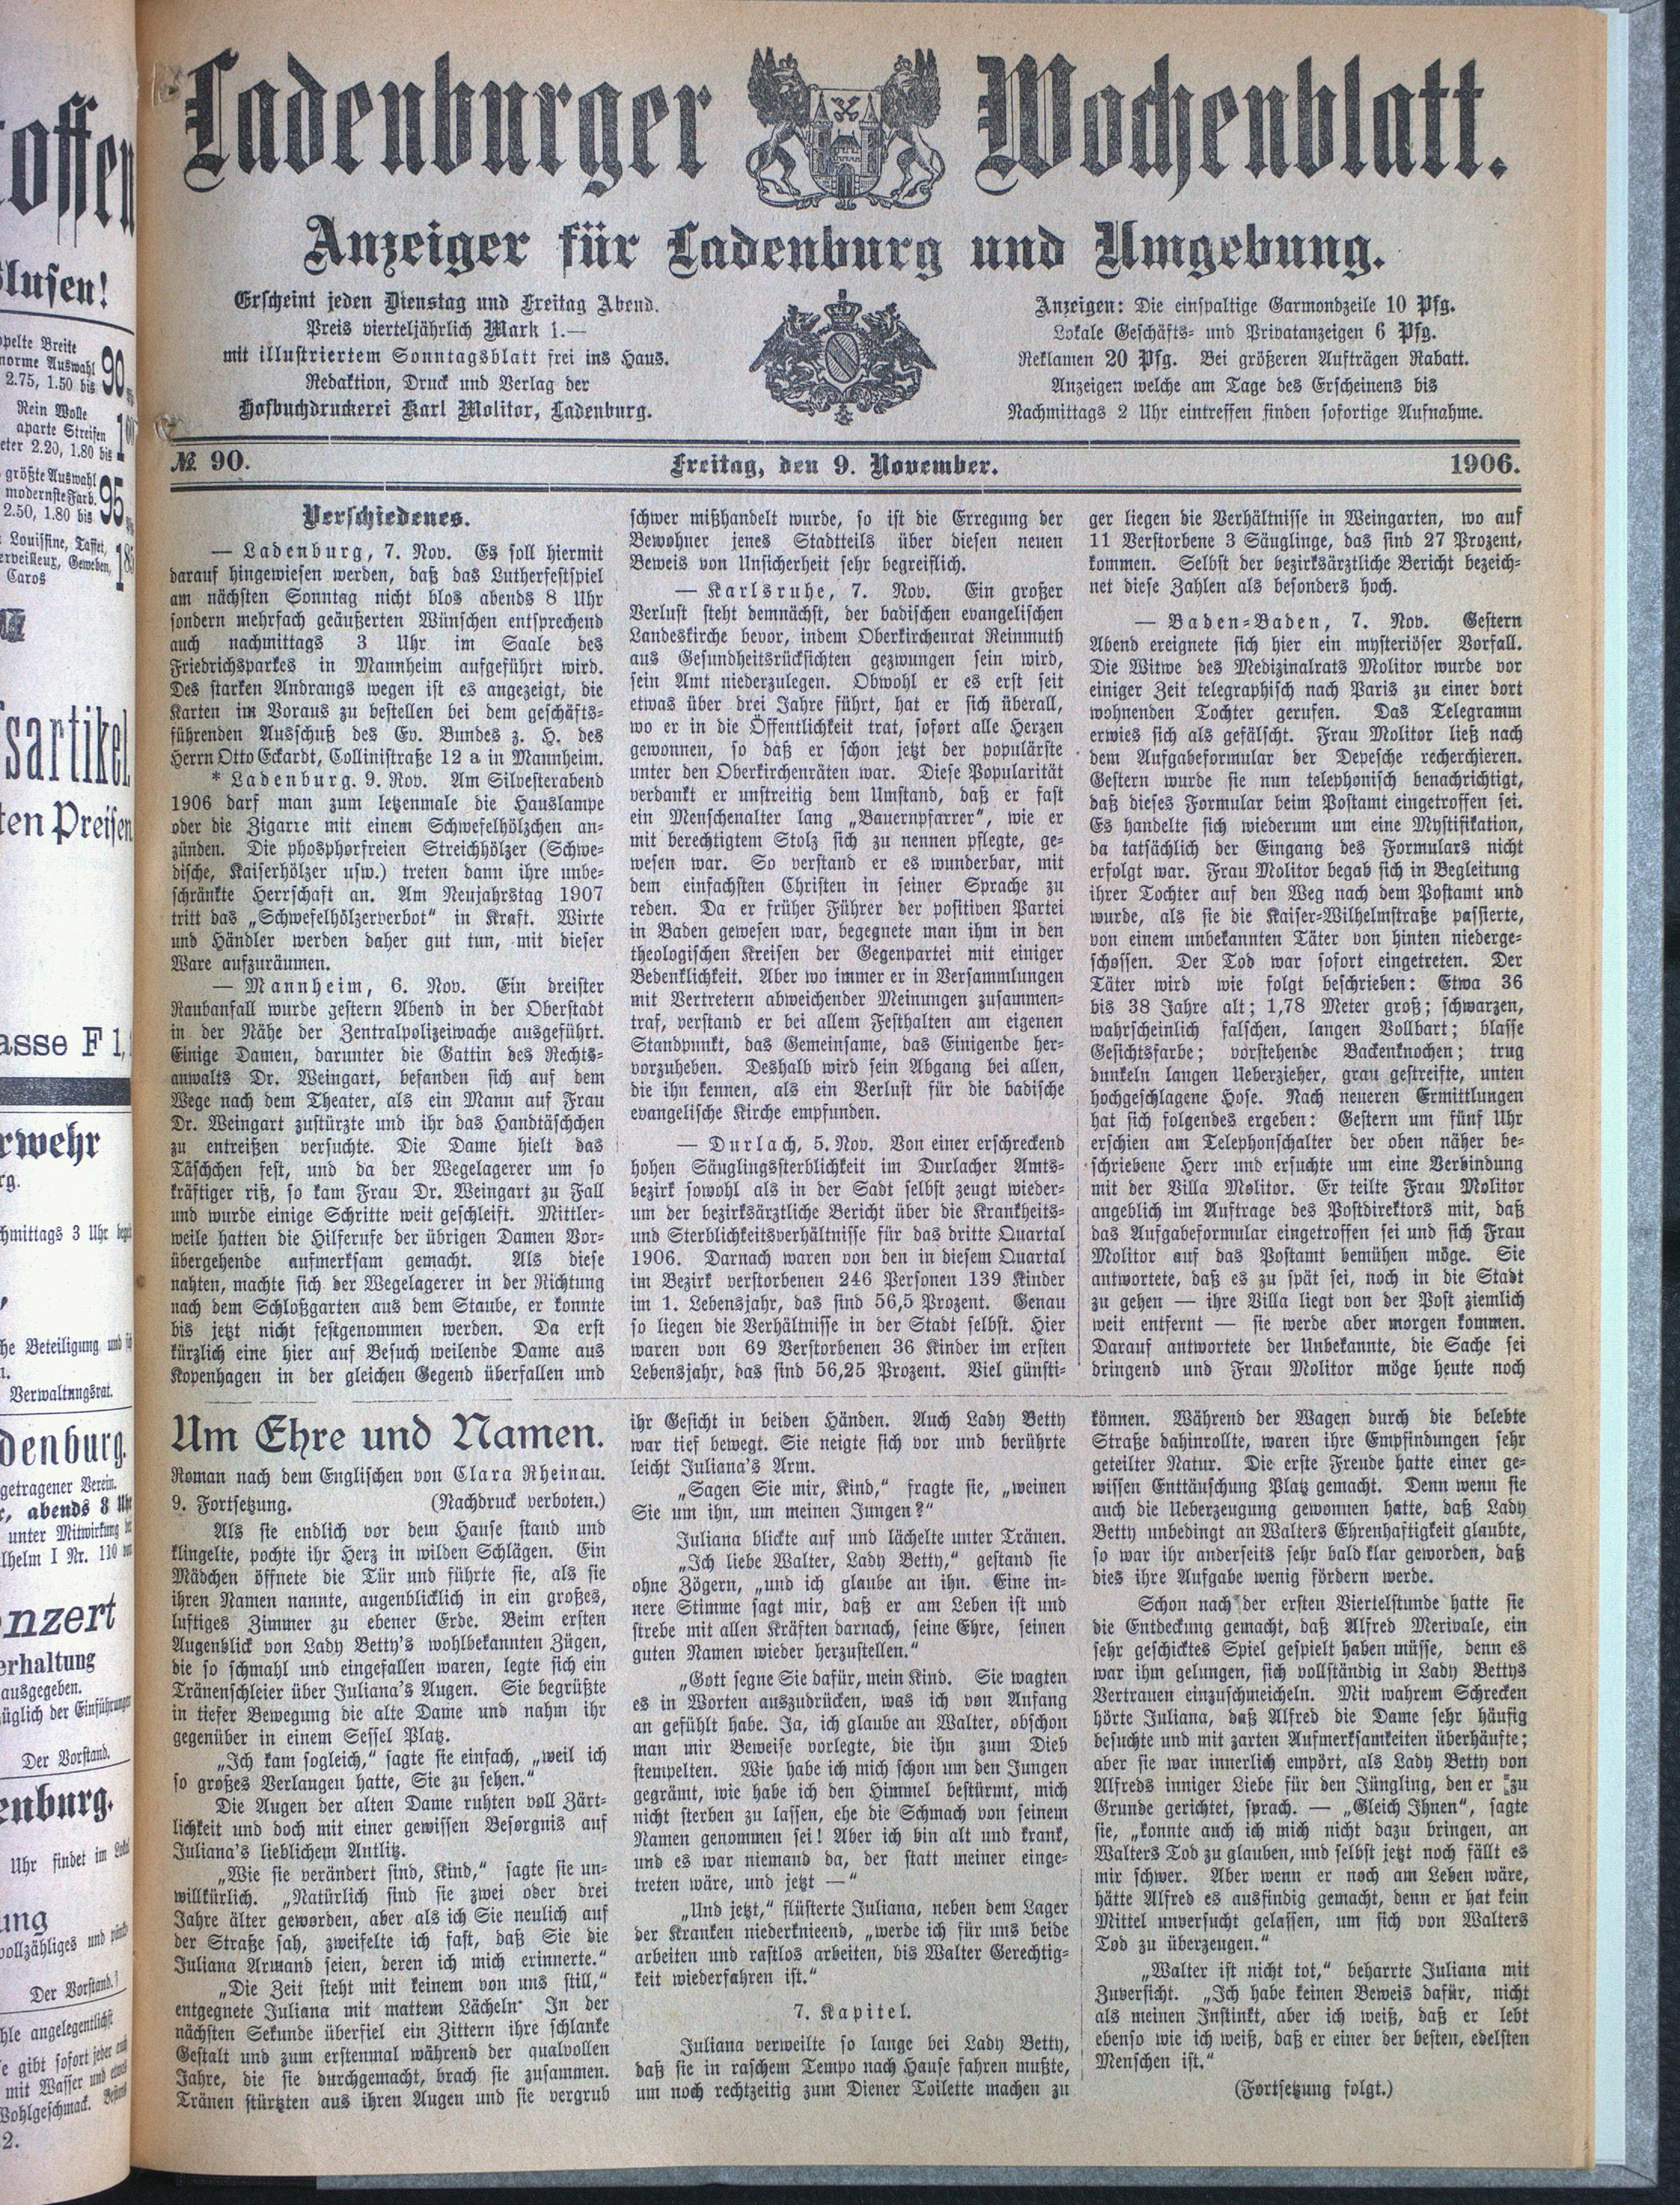 Ladenburger Wochenblatt.
Anzeiger für Ladenburg und Umgebung.
Erscheint jeden Dienstag und Freitag Abend.
Preis vierteljährlich Mark 1.—
mit illustriertem Sonntagsblatt frei ins Haus.
Redaktion, Druck und Verlag der
Hofbuchdruckerei Karl Molitor, Ladenburg.
Anzeigen: Die einspaltige Garmondzeile 10 Pfg.
Lokale Geschäfts- und Privatanzeigen 6 Pfg.
Reklamen 20 Pfg. Bei größeren Aufträgen Rabatt.
Anzeigen welche am Tage des Erscheinens bis
Nachmittags 2 Uhr eintreffen finden sofortige Aufnahme.
№ 90. Freitag, den 9. November. 1906.
Verschiedenes.
— Ladenburg, 7. Nov. Es soll hiermit
darauf hingewiesen werden, daß das Lutherfestspiel
am nächsten Sonntag nicht blos abends 8 Uhr
sondern mehrfach geäußerten Wünschen entsprechend
auch nachmittags 3 Uhr im Saale des
Friedrichsparkes in Mannheim aufgeführt wird.
Des starken Andrangs wegen ist es angezeigt, die
Karten im Voraus zu bestellen bei dem geschäfts-
führenden Ausschuß des Ev. Bundes z. H. des
Herrn Otto Eckardt, Collinistraße 12 a in Mannheim.
* Ladenburg. 9. Nov. Am Silvesterabend
1906 darf man zum letzenmale die Hauslampe
oder die Zigarre mit einem Schwefelhölzchen an-
zünden. Die phosphorfreien Streichhölzer (Schwe-
dische, Kaiserhölzer usw.) treten dann ihre unbe-
schränkte Herrschaft an. Am Neujahrstag 1907
tritt das „Schwefelhölzerverbot“ in Kraft. Wirte
und Händler werden daher gut tun, mit dieser
Ware aufzuräumen.
— Mannheim, 6. Nov. Ein dreister
Raubanfall wurde gestern Abend in der Oberstadt
in der Nähe der Zentralpolizeiwache ausgeführt.
Einige Damen, darunter die Gattin des Rechts-
anwalts Dr. Weingart, befanden sich auf dem
Wege nach dem Theater, als ein Mann auf Frau
Dr. Weingart zustürzte und ihr das Handtäschchen
zu entreißen versuchte. Die Dame hielt das
Täschchen fest, und da der Wegelagerer um so
kräftiger riß, so kam Frau Dr. Weingart zu Fall
und wurde einige Schritte weit geschleift. Mittler-
weile hatten die Hilferufe der übrigen Damen Vor-
übergehende aufmerksam gemacht. Als diese
nahten, machte sich der Wegelagerer in der Richtung
nach dem Schloßgarten aus dem Staube, er konnte
bis jetzt nicht festgenommen werden. Da erst
kürzlich eine hier auf Besuch weilende Dame aus
Kopenhagen in der gleichen Gegend überfallen und
schwer mißhandelt wurde, so ist die Erregung der
Bewohner jenes Stadtteils über diesen neuen
Beweis von Unsicherheit sehr begreiflich.
— Karlsruhe, 7. Nov. Ein großer
Verlust steht demnächst, der badischen evangelischen
Landeskirche bevor, indem Oberkirchenrat Reinmuth
aus Gesundheitsrücksichten gezwungen sein wird,
sein Amt niederzulegen. Obwohl er es erst seit
etwas über drei Jahre führt, hat er sich überall,
wo er in die Öffentlichkeit trat, sofort alle Herzen
gewonnen, so daß er schon jetzt der populärste
unter den Oberkirchenräten war. Diese Popularität
verdankt er unstreitig dem Umstand, daß er fast
ein Menschenalter lang „Bauernpfarrer“, wie er
mit berechtigtem Stolz sich zu nennen pflegte, ge-
wesen war. So verstand er es wunderbar, mit
dem einfachsten Christen in seiner Sprache zu
reden. Da er früher Führer der positiven Partei
in Baden gewesen war, begegnete man ihm in den
theologischen Kreisen der Gegenpartei mit einiger
Bedenklichkeit. Aber wo immer er in Versammlungen
mit Vertretern abweichender Meinungen zusammen-
traf, verstand er bei allem Festhalten am eigenen
Standpunkt, das Gemeinsame, das Einigende her-
vorzuheben. Deshalb wird sein Abgang bei allen,
die ihn kennen, als ein Verlust für die badische
evangelische Kirche empfunden.
— Durlach, 5. Nov. Von einer erschreckend
hohen Säuglingssterblichkeit im Durlacher Amts-
bezirk sowohl als in der Sadt selbst zeugt wieder-
um der bezirksärztliche Bericht über die Krankheits-
und Sterblichkeitsverhältnisse für das dritte Quartal
1906. Darnach waren von den in diesem Quartal
im Bezirk verstorbenen 246 Personen 139 Kinder
im 1. Lebensjahr, das sind 56,5 Prozent. Genau
so liegen die Verhältnisse in der Stadt selbst. Hier
waren von 69 Verstorbenen 36 Kinder im ersten
Lebensjahr, das sind 56,25 Prozent. Viel günsti-
ger liegen die Verhältnisse in Weingarten, wo auf
11 Verstorbene 3 Säuglinge, das sind 27 Prozent,
kommen. Selbst der bezirksärztliche Bericht bezeich-
net diese Zahlen als besonders hoch.
— Baden-Baden, 7. Nov. Gestern
Abend ereignete sich hier ein mysteriöser Vorfall.
Die Witwe des Medizinalrats Molitor wurde vor
einiger Zeit telegraphisch nach Paris zu einer dort
wohnenden Tochter gerufen. Das Telegramm
erwies sich als gefälscht. Frau Molitor ließ nach
dem Aufgabeformular der Depesche recherchieren.
Gestern wurde sie nun telephonisch benachrichtigt,
daß dieses Formular beim Postamt eingetroffen sei.
Es handelte sich wiederum um eine Mystifikation,
da tatsächlich der Eingang des Formulars nicht
erfolgt war. Frau Molitor begab sich in Begleitung
ihrer Tochter auf den Weg nach dem Postamt und
wurde, als sie die Kaiser-Wilhelmstraße passierte,
von einem unbekannten Täter von hinten niederge-
schossen. Der Tod war sofort eingetreten. Der
Täter wird wie folgt beschrieben: Etwa 36
bis 38 Jahre alt; 1,78 Meter groß; schwarzen,
wahrscheinlich falschen, langen Vollbart; blasse
Gesichtsfarbe; vorstehende Backenknochen; trug
dunkeln langen Ueberzieher, grau gestreifte, unten
hochgeschlagene Hose. Nach neueren Ermittlungen
hat sich folgendes ergeben: Gestern um fünf Uhr
erschien am Telephonschalter der oben näher be-
schriebene Herr und ersuchte um eine Verbindung
mit der Villa Molitor. Er teilte Frau Molitor
angeblich im Auftrage des Postdirektors mit, daß
das Aufgabeformular eingetroffen sei und sich Frau
Molitor auf das Postamt bemühen möge. Sie
antwortete, daß es zu spät sei, noch in die Stadt
zu gehen — ihre Villa liegt von der Post ziemlich
weit entfernt — sie werde aber morgen kommen.
Darauf antwortete der Unbekannte, die Sache sei
dringend und Frau Molitor möge heute noch
Um Ehre und Namen.
Roman nach dem Englischen von Clara Rheinau.
9. Fortsetzung. (Nachdruck verboten.)
Als sie endlich vor dem Hause stand und
klingelte, pochte ihr Herz in wilden Schlägen. Ein
Mädchen öffnete die Tür und führte sie, als sie
ihren Namen nannte, augenblicklich in ein großes,
luftiges Zimmer zu ebener Erde. Beim ersten
Augenblick von Lady Betty's wohlbekannten Zügen,
die so schmahl und eingefallen waren, legte sich ein
Tränenschleier über Juliana's Augen. Sie begrüßte
in tiefer Bewegung die alte Dame und nahm ihr
gegenüber in einem Sessel Platz.
„Ich kam sogleich,“ sagte sie einfach, „weil ich
so großes Verlangen hatte, Sie zu sehen.“
Die Augen der alten Dame ruhten voll Zärt-
lichkeit und doch mit einer gewissen Besorgnis auf
Juliana's lieblichem Antlitz.
„Wie sie verändert sind, Kind,“ sagte sie un-
willkürlich. „Natürlich sind sie zwei oder drei
Jahre älter geworden, aber als ich Sie neulich auf
der Straße sah, zweifelte ich fast, daß Sie die
Juliana Armand seien, deren ich mich erinnerte.“
„Die Zeit steht mit keinem von uns still,“
entgegnete Juliana mit mattem Lächeln. In der
nächsten Sekunde überfiel ein Zittern ihre schlanke
Gestalt und zum erstenmal während der qualvollen
Jahre, die sie durchgemacht, brach sie zusammen.
Tränen stürtzten aus ihren Augen und sie vergrub
ihr Gesicht in beiden Händen. Auch Lady Betty
war tief bewegt. Sie neigte sich vor und berührte
leicht Juliana's Arm.
„Sagen Sie mir, Kind,“ fragte sie, „weinen
Sie um ihn, um meinen Jungen?“
Juliana blickte auf und lächelte unter Tränen.
„Ich liebe Walter, Lady Betty,“ gestand sie
ohne Zögern, „und ich glaube an ihn. Eine in-
nere Stimme sagt mir, daß er am Leben ist und
strebe mit allen Kräften darnach, seine Ehre, seinen
guten Namen wieder herzustellen.“
„Gott segne Sie dafür, mein Kind. Sie wagten
es in Worten auszudrücken, was ich von Anfang
an gefühlt habe. Ja, ich glaube an Walter, obschon
man mir Beweise vorlegte, die ihn zum Dieb
stempelten. Wie habe ich mich schon um den Jungen
gegrämt, wie habe ich den Himmel bestürmt, mich
nicht sterben zu lassen, ehe die Schmach von seinem
Namen genommen sei! Aber ich bin alt und krank,
und es war niemand da, der statt meiner einge-
treten wäre, und jetzt —“
„Und jetzt,“ flüsterte Juliana, neben dem Lager
der Kranken niederknieend, „werde ich für uns beide
arbeiten und rastlos arbeiten, bis Walter Gerechtig-
keit wiederfahren ist.“
7. Kapitel.
Juliana verweilte so lange bei Lady Betty,
daß sie in raschem Tempo nach Hause fahren mußte,
um noch rechtzeitig zum Diener Toilette machen zu
können. Während der Wagen durch die belebte
Straße dahinrollte, waren ihre Empfindungen sehr
geteilter Natur. Die erste Freude hatte einer ge-
wissen Enttäuschung Platz gemacht. Denn wenn sie
auch die Ueberzeugung gewonnen hatte, daß Lady
Betty unbedingt an Walters Ehrenhaftigkeit glaubte,
so war ihr anderseits sehr bald klar geworden, daß
dies ihre Aufgabe wenig fördern werde.
Schon nach der ersten Viertelstunde hatte sie
die Entdeckung gemacht, daß Alfred Merivale, ein
sehr geschicktes Spiel gespielt haben müsse, denn es
war ihm gelungen, sich vollständig in Lady Bettys
Vertrauen einzuschmeicheln. Mit wahrem Schrecken
hörte Juliana, daß Alfred die Dame sehr häufig
besuchte und mit zarten Aufmerksamkeiten überhäufte;
aber sie war innerlich empört, als Lady Betty von
Alfreds inniger Liebe für den Jüngling, den er zu
Grunde gerichtet, sprach. — „Gleich Ihnen“, sagte
sie, „konnte auch ich mich nicht dazu bringen, an
Walters Tod zu glauben, und selbst jetzt noch fällt es
mir schwer. Aber wenn er noch am Leben wäre,
hätte Alfred es ausfindig gemacht, denn er hat kein
Mittel unversucht gelassen, um sich von Walters
Tod zu überzeugen.“
„Walter ist nicht tot,“ beharrte Juliana mit
Zuversicht. „Ich habe keinen Beweis dafür, nicht
als meinen Instinkt, aber ich weiß, daß er lebt
ebenso wie ich weiß, daß er einer der besten, edelsten
Menschen ist.“
(Fortsetzung folgt.)